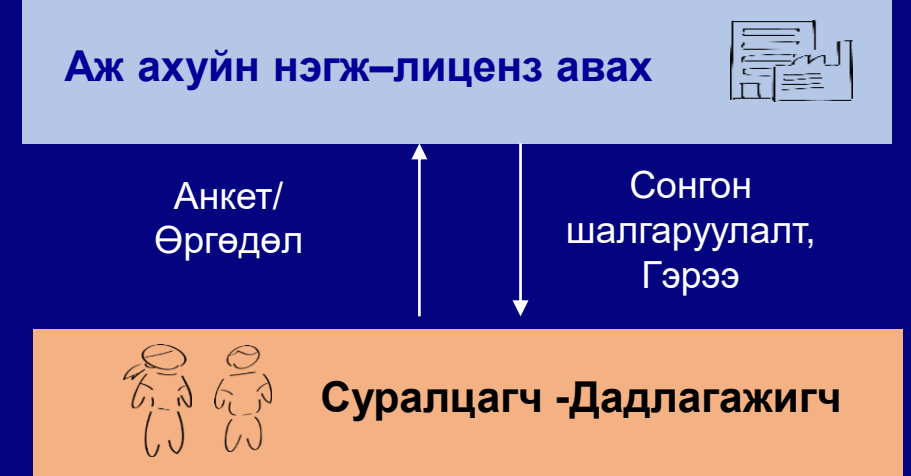 Аж ахуйн нэгж–лиценз авах
Анкет/
Өргөдөл
Сонгон
шалгаруулалт,
Гэрээ
Суралцагч -Дадлагажигч